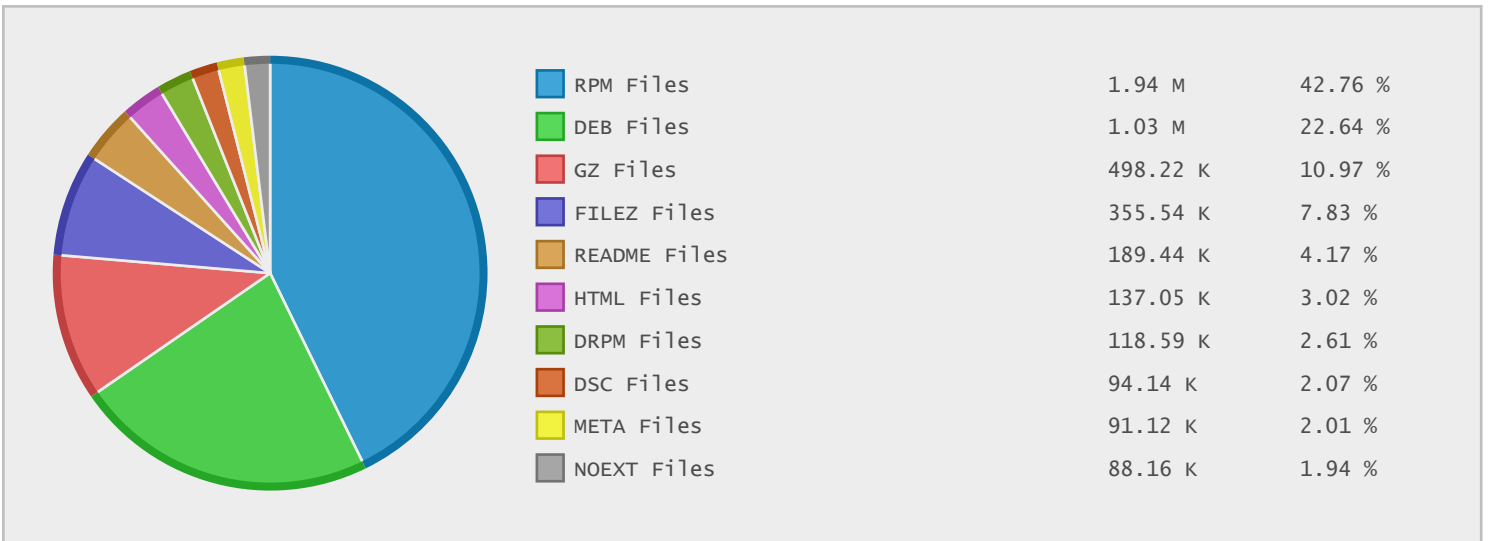 RPM Files 1.94 M 42.76 %
DEB Files 1.03 M 22.64 %
GZ Files 498.22 K 10.97 %
FILEZ Files 355.54 K 7.83 %
README Files 189.44 K 4.17 %
HTML Files 137.05 K 3.02 %
DRPM Files 118.59 K 2.61 %
DSC Files 94.14 K 2.07 %
META Files 91.12 K 2.01 %
NOEXT Files 88.16 K 1.94 %